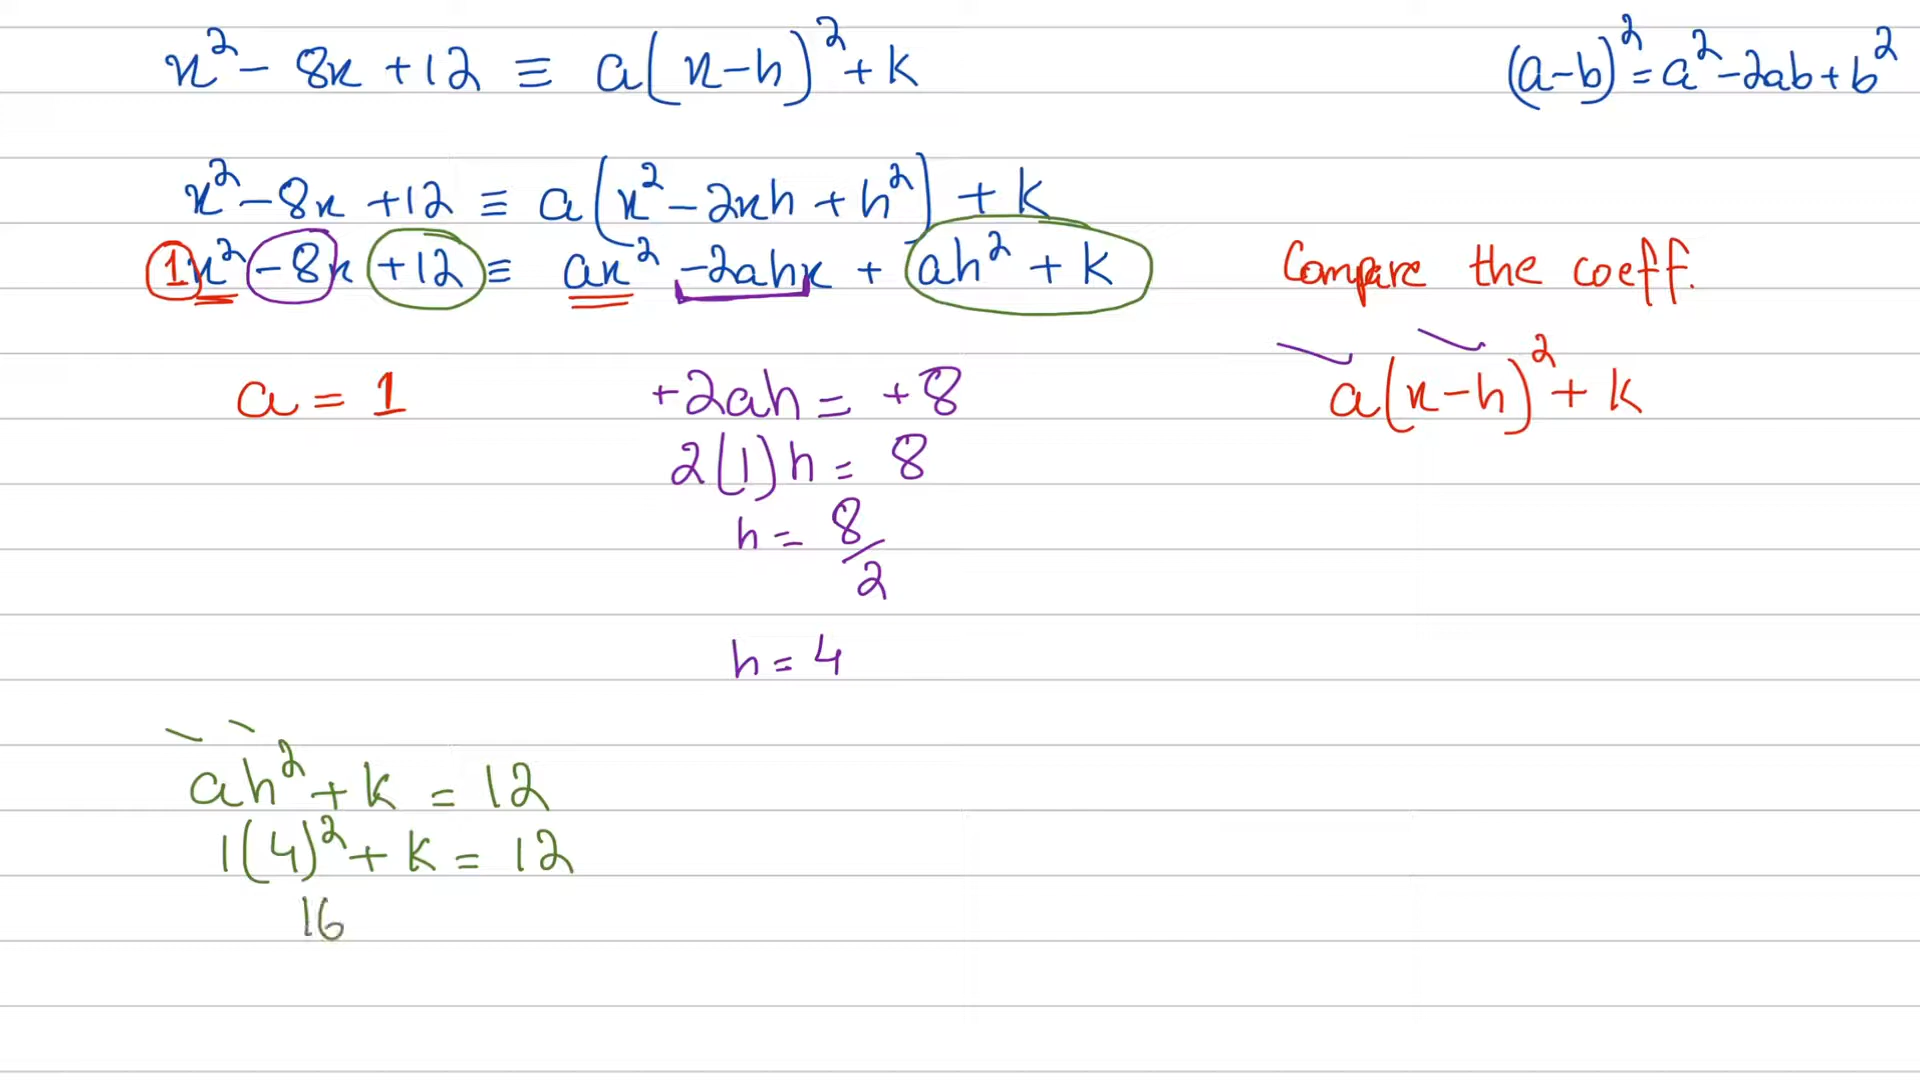 x² - 8x + 12 ≡ a(x-h)² + k
(a-b)² = a² - 2ab + b²
x² - 8x + 12 ≡ a(x² - 2xh + h²) + k
1x² - 8x + 12 ≡ ax² - 2ahx + ah² + k
Compare the coeff.
a = 1
+2ah = +8
a(x-h)² + k
2(1)h = 8
h = 8/2
h = 4
ah² + k = 12
1(4)² + k = 12
16